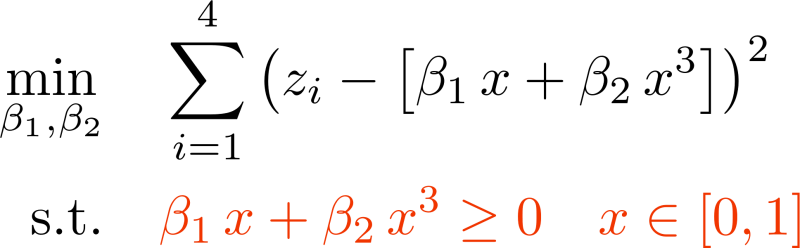 min_{β₁,β₂} ∑_{i=1}^{4} (z_i − [β₁ x + β₂ x³])²
s.t. β₁ x + β₂ x³ ≥ 0 x ∈ [0, 1]